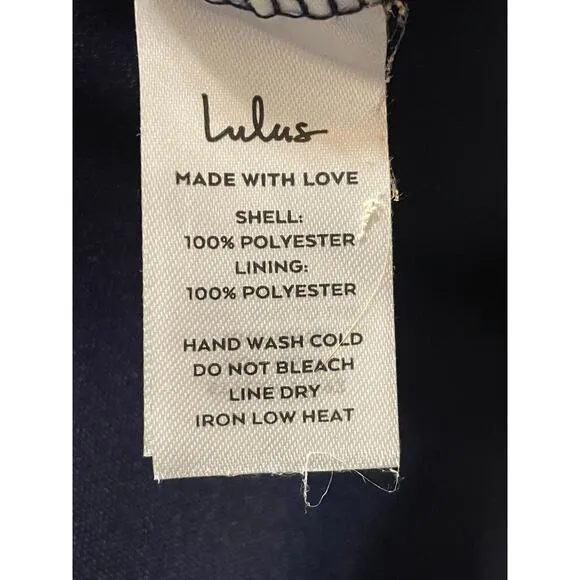 Lulus
MADE WITH LOVE
SHELL:
100% POLYESTER
LINING:
100% POLYESTER
HAND WASH COLD
DO NOT BLEACH
LINE DRY
IRON LOW HEAT